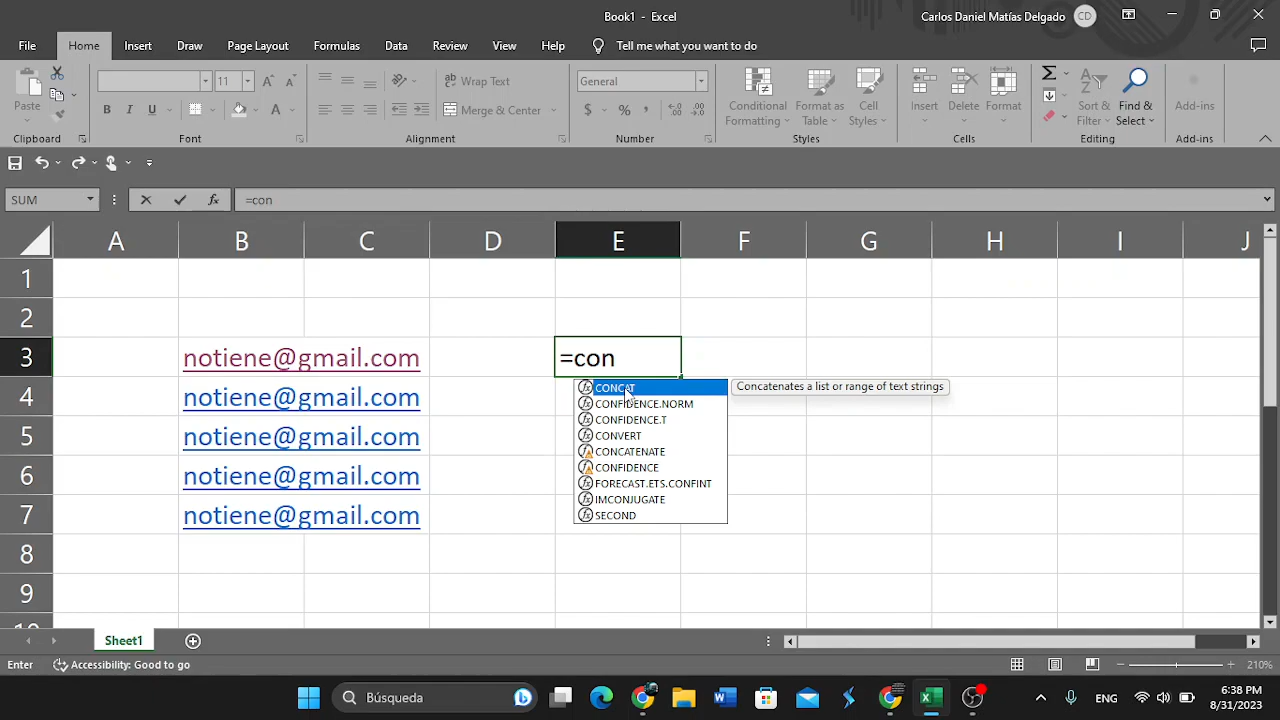 Book1 - Excel
Carlos Daniel Matías Delgado
CD
File Home Insert Draw Page Layout Formulas Data Review View Help Tell me what you want to do
Paste
Clipboard
11
B I U
Font
Wrap Text
Merge & Center
Alignment
General
$ % ,
Number
Conditional Formatting
Format as Table
Cell Styles
Styles
Insert Delete Format
Cells
Sort & Filter
Find & Select
Editing
Add-ins
Add-ins
SUM
fx
=con
A B C D E F G H I J
1
2
3 notiene@gmail.com =con
CONCAT Concatenates a list or range of text strings
CONFIDENCE.NORM
CONFIDENCE.T
CONVERT
CONCATENATE
CONFIDENCE
FORECAST.ETS.CONFINT
IMCONJUGATE
SECOND
4 notiene@gmail.com
5 notiene@gmail.com
6 notiene@gmail.com
7 notiene@gmail.com
8
9
10
Sheet1
Enter Accessibility: Good to go 210%
Búsqueda
ENG
6:38 PM
8/31/2023